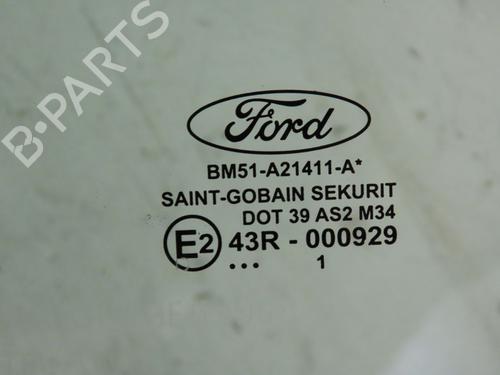 B-PARTS
Ford
BM51-A21411-A*
SAINT-GOBAIN SEKURIT
DOT 39 AS2 M34
E2 43R - 000929
... 1